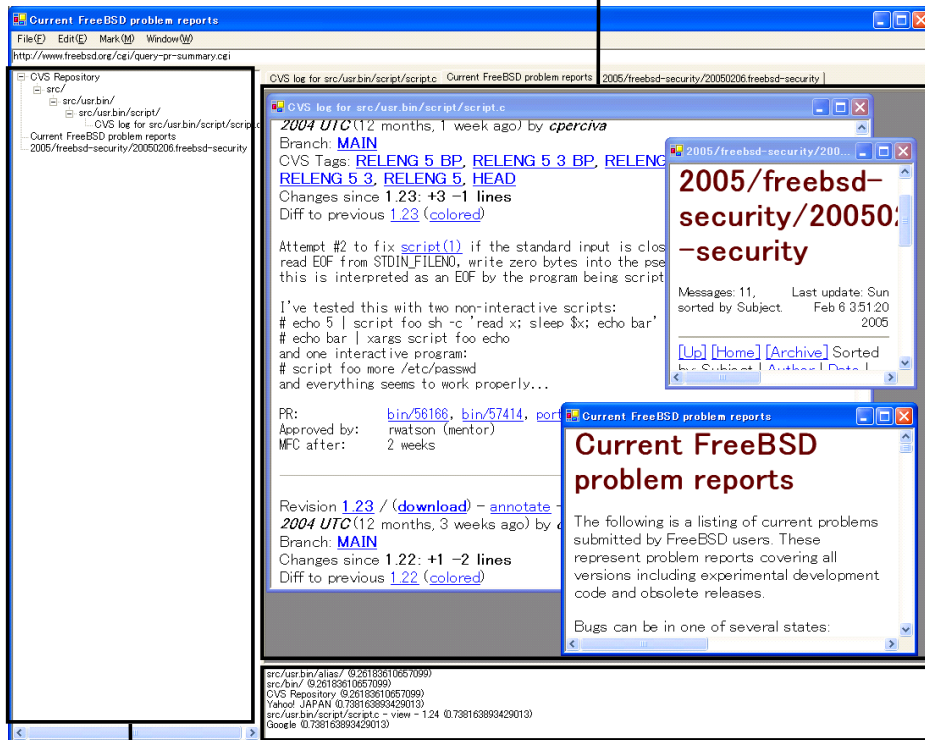 Current FreeBSD problem reports
File(F) Edit(E) Mark(M) Window(W)
http://www.freebsd.org/cgi/query-pr-summary.cgi
CVS Repository
src/
src/usr.bin/
src/usr.bin/script/
CVS log for src/usr.bin/script/script.c
Current FreeBSD problem reports
2005/freebsd-security/20050206.freebsd-security
CVS log for src/usr.bin/script/script.c Current FreeBSD problem reports 2005/freebsd-security/20050206.freebsd-security
CVS log for src/usr.bin/script/script.c
2004 UTC (12 months, 1 week ago) by cperciva
Branch: MAIN
CVS Tags: RELENG 5 BP, RELENG 5 3 BP, RELENG
RELENG 5 3, RELENG 5, HEAD
Changes since 1.23: +3 -1 lines
Diff to previous 1.23 (colored)
Attempt #2 to fix script(1) if the standard input is clos
read EOF from STDIN_FILENO, write zero bytes into the pse
this is interpreted as an EOF by the program being script
I've tested this with two non-interactive scripts:
# echo 5 | script foo sh -c 'read x; sleep $x; echo bar'
# echo bar | xargs script foo echo
and one interactive program:
# script foo more /etc/passwd
and everything seems to work properly...
PR: bin/56166, bin/57414, port
Approved by: rwatson (mentor)
MFC after: 2 weeks
Revision 1.23 / (download) - annotate -
2004 UTC (12 months, 3 weeks ago) by c
Branch: MAIN
Changes since 1.22: +1 -2 lines
Diff to previous 1.22 (colored)
2005/freebsd-security/200...
2005/freebsd-
security/200502
-security
Messages: 11, Last update: Sun
sorted by Subject. Feb 6 3:51:20
2005
[Up] [Home] [Archive] Sorted
by: Subject | Author | Date |
Current FreeBSD problem reports
Current FreeBSD
problem reports
The following is a listing of current problems
submitted by FreeBSD users. These
represent problem reports covering all
versions including experimental development
code and obsolete releases.
Bugs can be in one of several states:
src/usr.bin/alias/ (9.26183610657099)
src/bin/ (9.26183610657099)
CVS Repository (9.26183610657099)
Yahoo! JAPAN (0.738163893429013)
src/usr.bin/script/script.c - view - 1.24 (0.738163893429013)
Google (0.738163893429013)